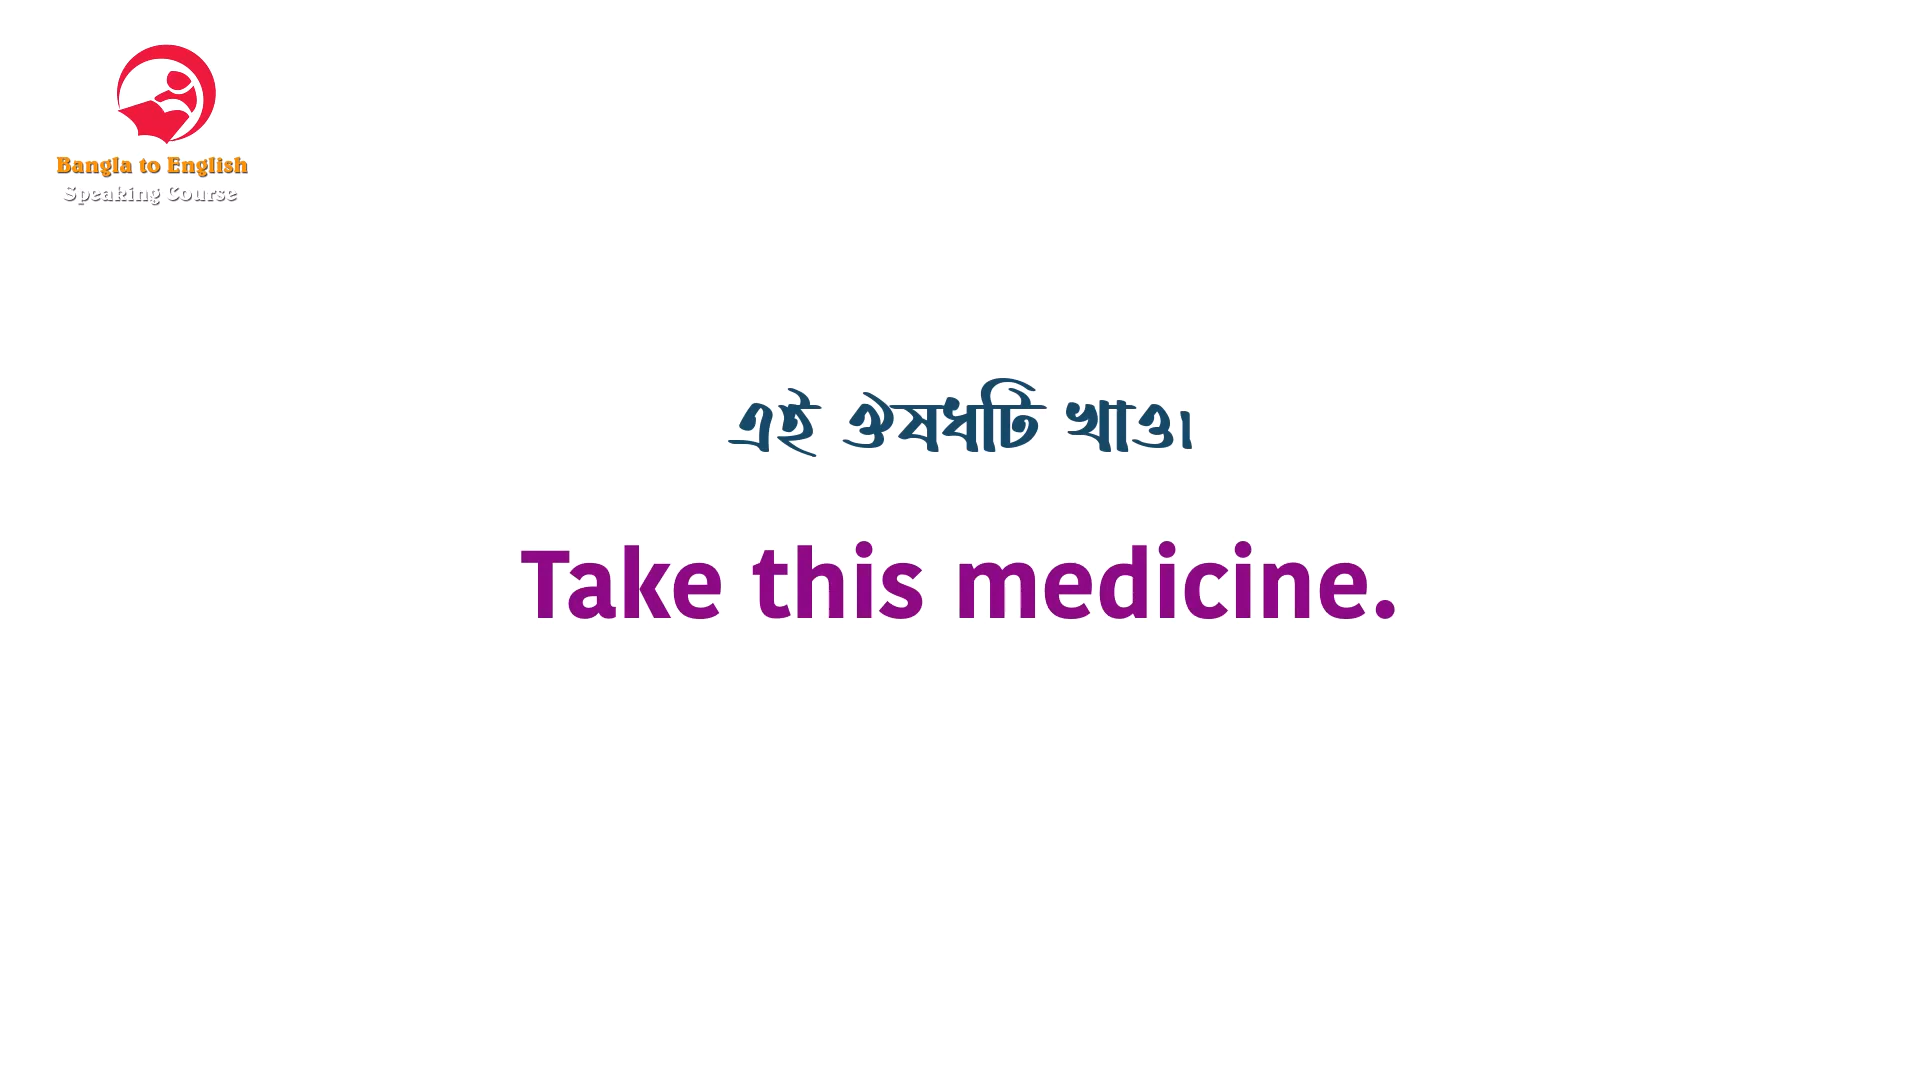 Bangla to English
Speaking Course
এই ঔষধটি খাও।
Take this medicine.